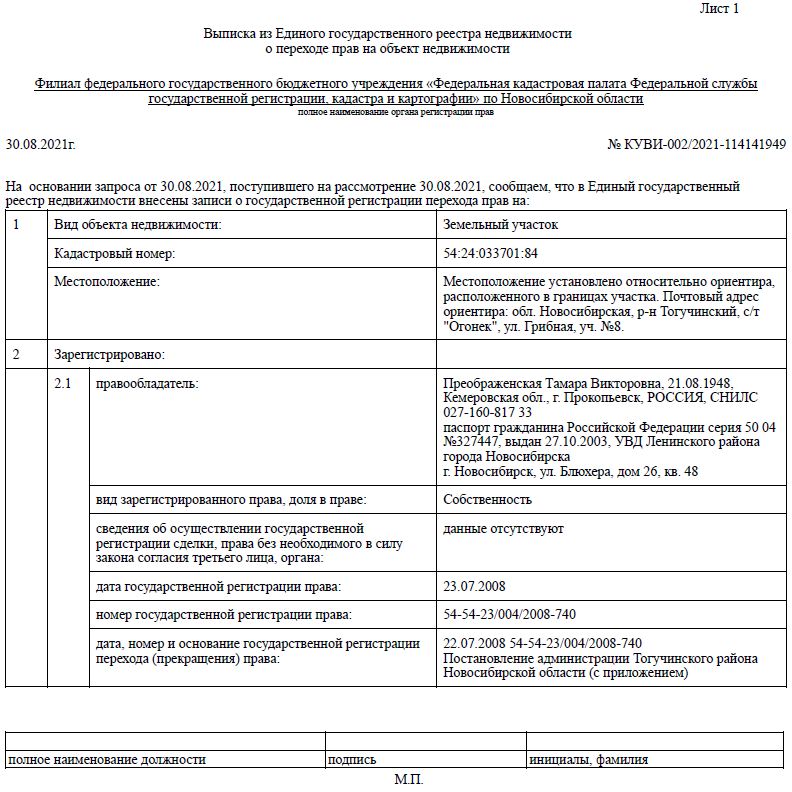 Лист 1
Выписка из Единого государственного реестра недвижимости
о переходе прав на объект недвижимости
Филиал федерального государственного бюджетного учреждения «Федеральная кадастровая палата Федеральной службы
государственной регистрации, кадастра и картографии» по Новосибирской области
полное наименование органа регистрации прав
30.08.2021г. № КУВИ-002/2021-114141949
На основании запроса от 30.08.2021, поступившего на рассмотрение 30.08.2021, сообщаем, что в Единый государственный
реестр недвижимости внесены записи о государственной регистрации перехода прав на:
1 Вид объекта недвижимости: Земельный участок
Кадастровый номер: 54:24:033701:84
Местоположение: Местоположение установлено относительно ориентира,
расположенного в границах участка. Почтовый адрес
ориентира: обл. Новосибирская, р-н Тогучинский, с/т
"Огонек", ул. Грибная, уч. №8.
2 Зарегистрировано:
2.1 правообладатель: Преображенская Тамара Викторовна, 21.08.1948,
Кемеровская обл., г. Прокопьевск, РОССИЯ, СНИЛС
027-160-817 33
паспорт гражданина Российской Федерации серия 50 04
№327447, выдан 27.10.2003, УВД Ленинского района
города Новосибирска
г. Новосибирск, ул. Блюхера, дом 26, кв. 48
вид зарегистрированного права, доля в праве: Собственность
сведения об осуществлении государственной данные отсутствуют
регистрации сделки, права без необходимого в силу
закона согласия третьего лица, органа:
дата государственной регистрации права: 23.07.2008
номер государственной регистрации права: 54-54-23/004/2008-740
дата, номер и основание государственной регистрации 22.07.2008 54-54-23/004/2008-740
перехода (прекращения) права: Постановление администрации Тогучинского района
Новосибирской области (с приложением)
полное наименование должности подпись инициалы, фамилия
М.П.